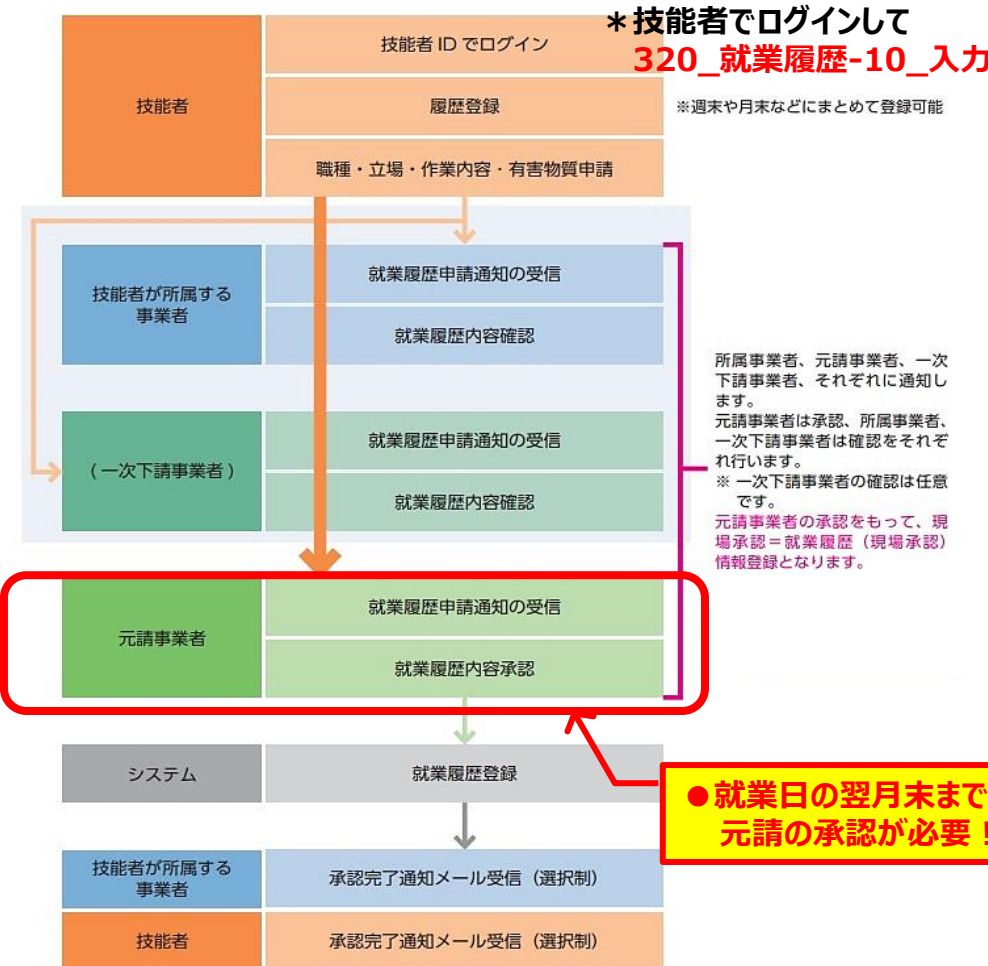 ＊技能者でログインして
320_就業履歴-10_入力
技能者
技能者 ID でログイン
履歴登録
※週末や月末などにまとめて登録可能
職種・立場・作業内容・有害物質申請
技能者が所属する
事業者
就業履歴申請通知の受信
就業履歴内容確認
(一次下請事業者)
就業履歴申請通知の受信
就業履歴内容確認
所属事業者、元請事業者、一次
下請事業者、それぞれに通知し
ます。
元請事業者は承認、所属事業者、
一次下請事業者は確認をそれぞ
れ行います。
※ 一次下請事業者の確認は任意
です。
元請事業者の承認をもって、現
場承認＝就業履歴（現場承認）
情報登録となります。
元請事業者
就業履歴申請通知の受信
就業履歴内容承認
システム
就業履歴登録
●就業日の翌月末まで
元請の承認が必要！
技能者が所属する
事業者
承認完了通知メール受信（選択制）
技能者
承認完了通知メール受信（選択制）